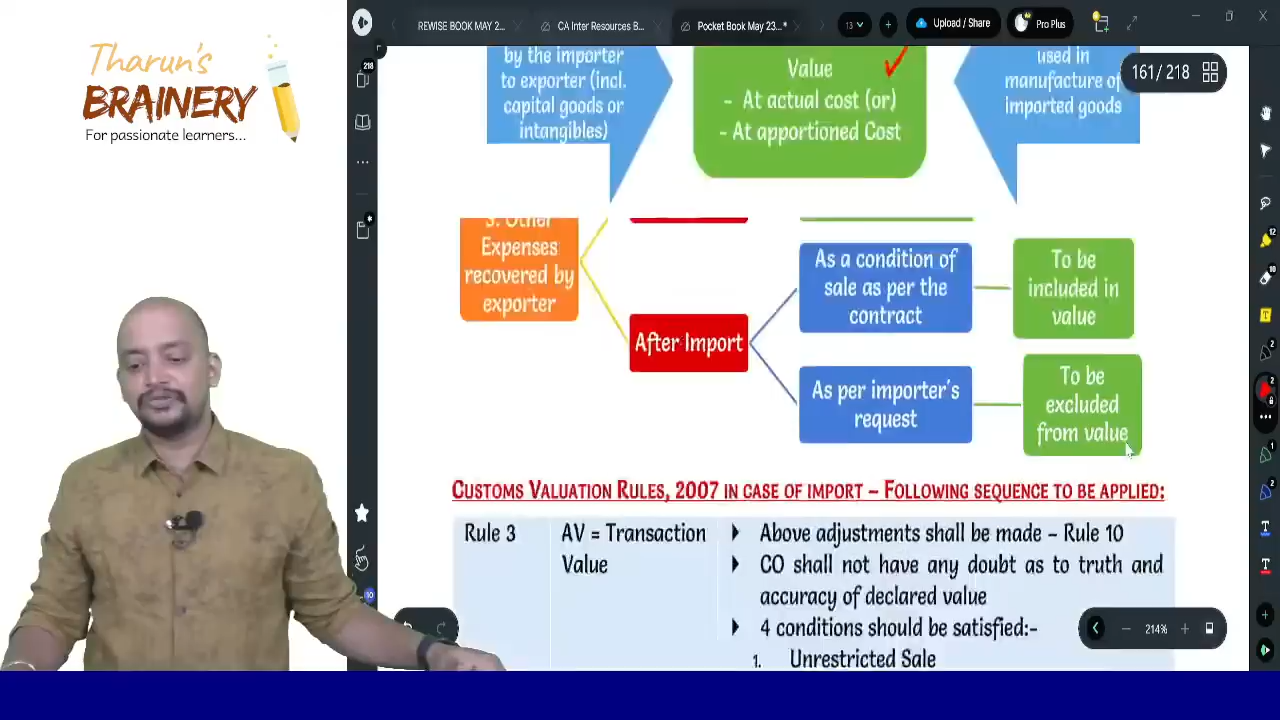 Tharun's
BRAINERY
For passionate learners...
REWISE BOOK MAY 2...
CA Inter Resources B...
Pocket Book May 23...*
13
Upload / Share
Pro Plus
161/218
218
by the importer
to exporter (incl.
capital goods or
intangibles)
Value
- At actual cost (or)
- At apportioned Cost
used in
manufacture of
imported goods
3. Other
Expenses
recovered by
exporter
After Import
As a condition of
sale as per the
contract
To be
included in
value
As per importer's
request
To be
excluded
from value
CUSTOMS VALUATION RULES, 2007 IN CASE OF IMPORT – FOLLOWING SEQUENCE TO BE APPLIED:
Rule 3
AV = Transaction
Value
Above adjustments shall be made – Rule 10
CO shall not have any doubt as to truth and
accuracy of declared value
4 conditions should be satisfied:-
1. Unrestricted Sale
214%